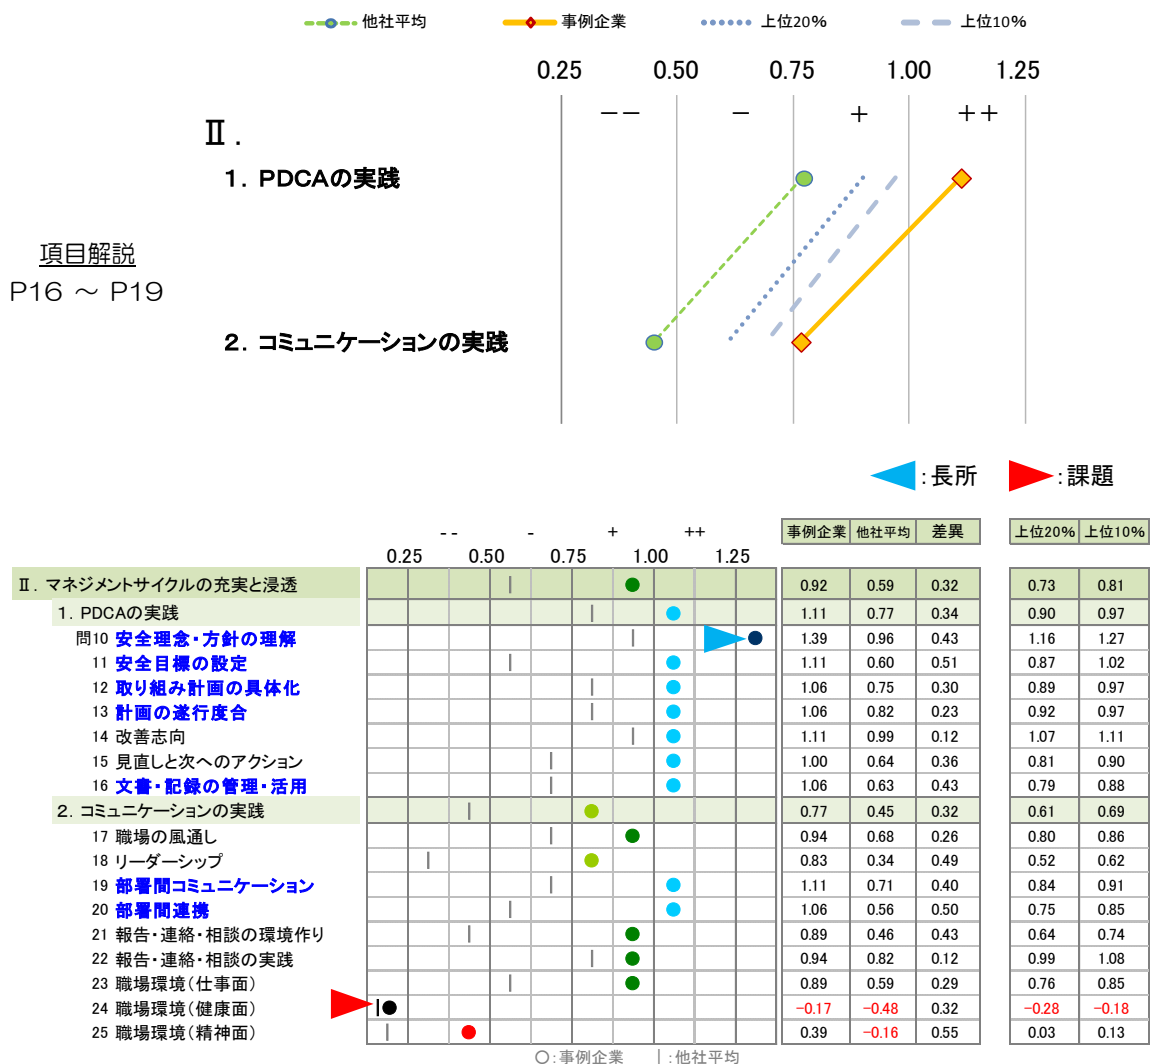 他社平均 事例企業 上位20% 上位10%
0.25 0.50 0.75 1.00 1.25
-- - + ++
Ⅱ.
1. PDCAの実践
項目解説
P16 ～ P19
2. コミュニケーションの実践
:長所 :課題
-- - + ++ 事例企業 他社平均 差異 上位20% 上位10%
0.25 0.50 0.75 1.00 1.25
Ⅱ. マネジメントサイクルの充実と浸透 0.92 0.59 0.32 0.73 0.81
1. PDCAの実践 1.11 0.77 0.34 0.90 0.97
問10 安全理念・方針の理解 1.39 0.96 0.43 1.16 1.27
11 安全目標の設定 1.11 0.60 0.51 0.87 1.02
12 取り組み計画の具体化 1.06 0.75 0.30 0.89 0.97
13 計画の遂行度合 1.06 0.82 0.23 0.92 0.97
14 改善志向 1.11 0.99 0.12 1.07 1.11
15 見直しと次へのアクション 1.00 0.64 0.36 0.81 0.90
16 文書・記録の管理・活用 1.06 0.63 0.43 0.79 0.88
2. コミュニケーションの実践 0.77 0.45 0.32 0.61 0.69
17 職場の風通し 0.94 0.68 0.26 0.80 0.86
18 リーダーシップ 0.83 0.34 0.49 0.52 0.62
19 部署間コミュニケーション 1.11 0.71 0.40 0.84 0.91
20 部署間連携 1.06 0.56 0.50 0.75 0.85
21 報告・連絡・相談の環境作り 0.89 0.46 0.43 0.64 0.74
22 報告・連絡・相談の実践 0.94 0.82 0.12 0.99 1.08
23 職場環境(仕事面) 0.89 0.59 0.29 0.76 0.85
24 職場環境(健康面) -0.17 -0.48 0.32 -0.28 -0.18
25 職場環境(精神面) 0.39 -0.16 0.55 0.03 0.13
○:事例企業 |:他社平均